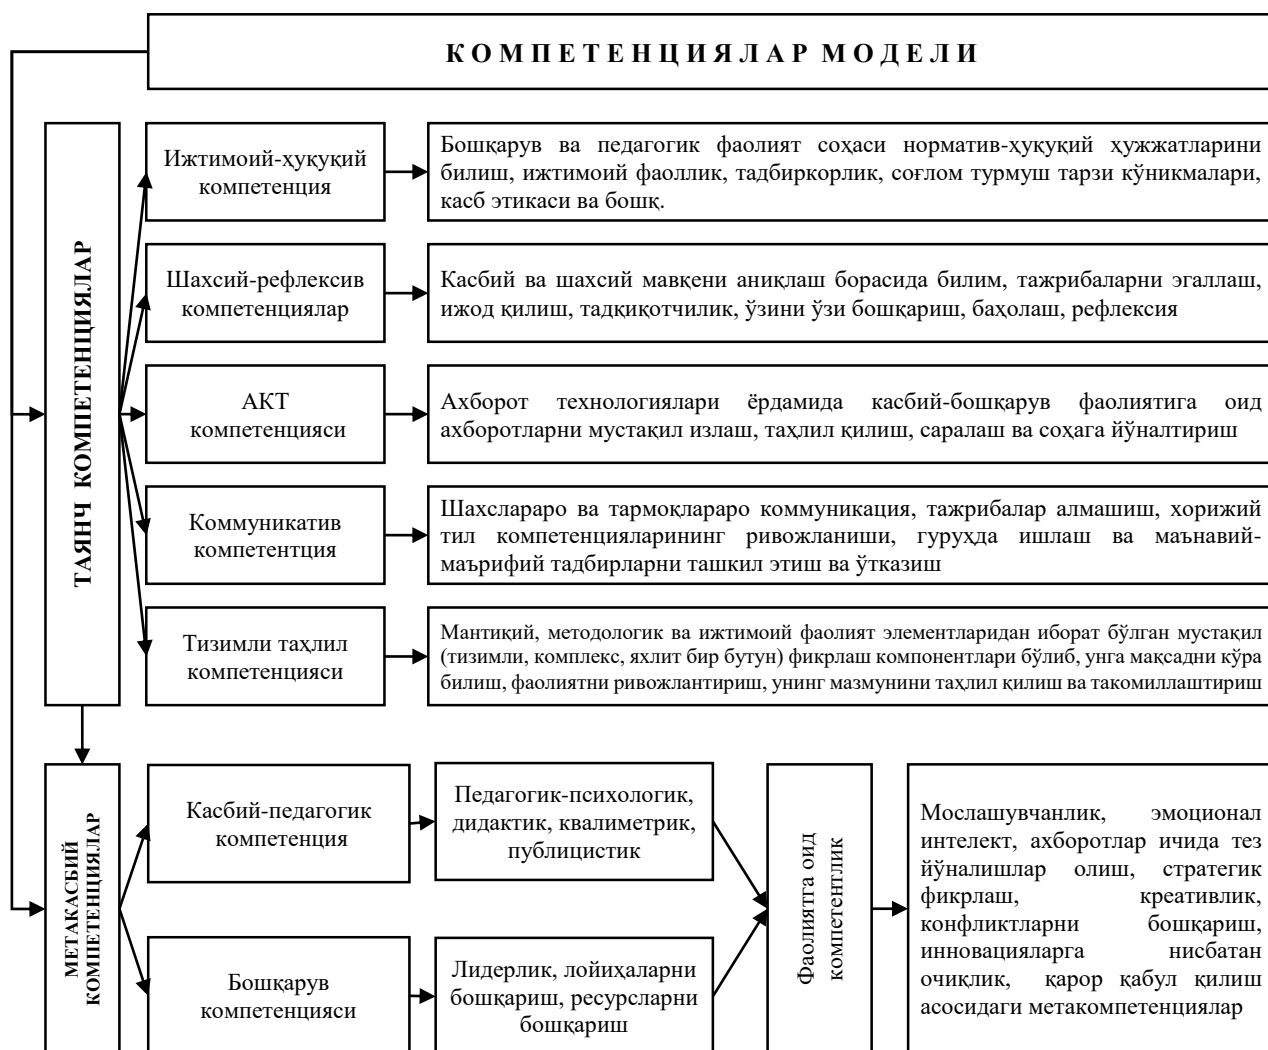 КОМПЕТЕНЦИЯЛАР МОДЕЛИ
ТАЯНЧ КОМПЕТЕНЦИЯЛАР
Ижтимоий-ҳуқуқий
компетенция
Бошқарув ва педагогик фаолият соҳаси норматив-ҳуқуқий ҳужжатларини
билиш, ижтимоий фаоллик, тадбиркорлик, соғлом турмуш тарзи кўникмалари,
касб этикаси ва бошқ.
Шахсий-рефлексив
компетенциялар
Касбий ва шахсий мавқени аниқлаш борасида билим, тажрибаларни эгаллаш,
ижод қилиш, тадқиқотчилик, ўзини ўзи бошқариш, баҳолаш, рефлексия
АКТ
компетенцияси
Ахборот технологиялари ёрдамида касбий-бошқарув фаолиятига оид
ахборотларни мустақил излаш, таҳлил қилиш, саралаш ва соҳага йўналтириш
Коммуникатив
компетентция
Шахслараро ва тармоқлараро коммуникация, тажрибалар алмашиш, хорижий
тил компетенцияларининг ривожланиши, гуруҳда ишлаш ва маънавий-
маърифий тадбирларни ташкил этиш ва ўтказиш
Тизимли таҳлил
компетенцияси
Мантиқий, методологик ва ижтимоий фаолият элементларидан иборат бўлган мустақил
(тизимли, комплекс, яхлит бир бутун) фикрлаш компонентлари бўлиб, унга мақсадни кўра
билиш, фаолиятни ривожлантириш, унинг мазмунини таҳлил қилиш ва такомиллаштириш
МЕТАКАСБИЙ
КОМПЕТЕНЦИЯЛАР
Касбий-педагогик
компетенция
Педагогик-психологик,
дидактик, квалиметрик,
публицистик
Бошқарув
компетенцияси
Лидерлик, лойиҳаларни
бошқариш, ресурсларни
бошқариш
Фаолиятга оид
компетентлик
Мослашувчанлик, эмоционал
интелект, ахборотлар ичида тез
йўналишлар олиш, стратегик
фикрлаш, креативлик,
конфликтларни бошқариш,
инновацияларга нисбатан
очиқлик, қарор қабул қилиш
асосидаги метакомпетенциялар